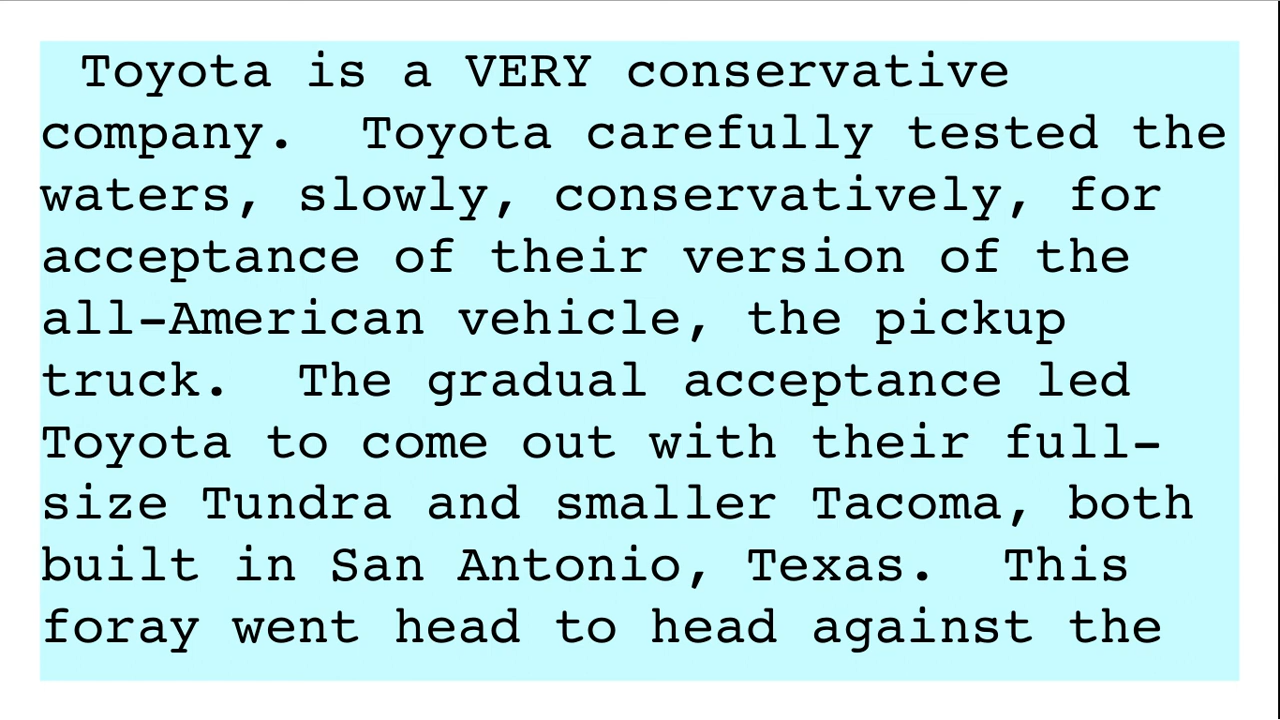 Toyota is a VERY conservative
company.  Toyota carefully tested the
waters, slowly, conservatively, for
acceptance of their version of the
all-American vehicle, the pickup
truck.  The gradual acceptance led
Toyota to come out with their full-
size Tundra and smaller Tacoma, both
built in San Antonio, Texas.  This
foray went head to head against the